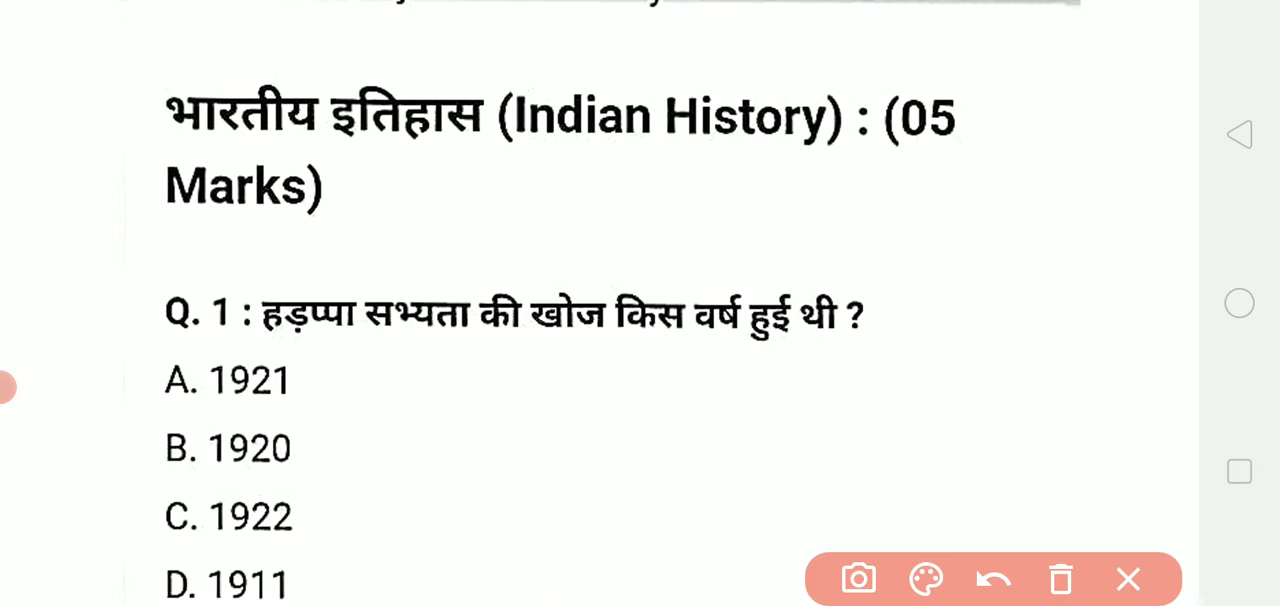 भारतीय इतिहास (Indian History) : (05
Marks)
Q. 1 : हड़प्पा सभ्यता की खोज किस वर्ष हुई थी ?
A. 1921
B. 1920
C. 1922
D. 1911